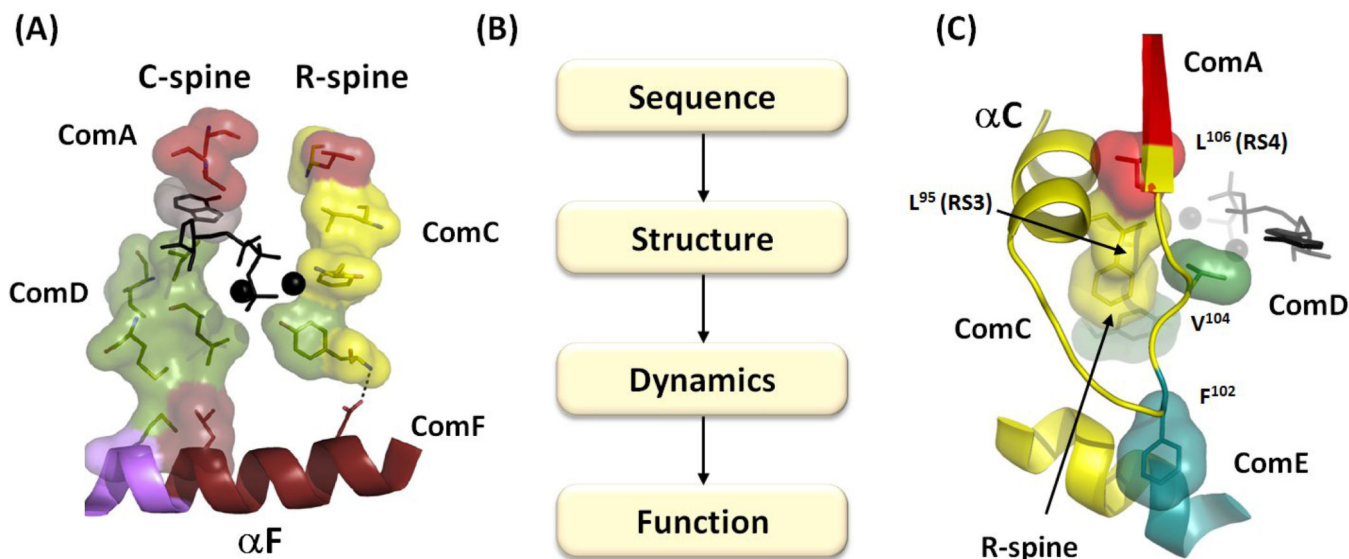 (A)
C-spine R-spine
ComA
ComC
ComD
ComF
αF
(B)
Sequence
Structure
Dynamics
Function
(C)
ComA
αC
L¹⁰⁶ (RS4)
L⁹⁵ (RS3)
ComD
ComC
V¹⁰⁴
F¹⁰²
ComE
R-spine